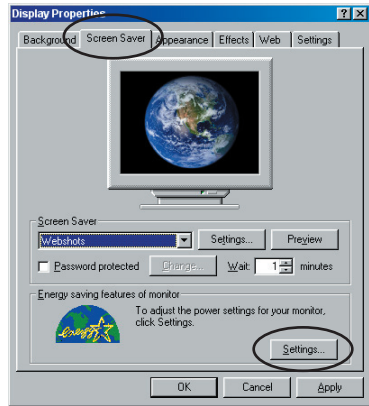 Display Properties
Background Screen Saver Appearance Effects Web Settings
Screen Saver
Webshots Settings... Preview
Password protected Change... Wait: 1 minutes
Energy saving features of monitor
To adjust the power settings for your monitor,
click Settings.
energy
Settings...
OK Cancel Apply